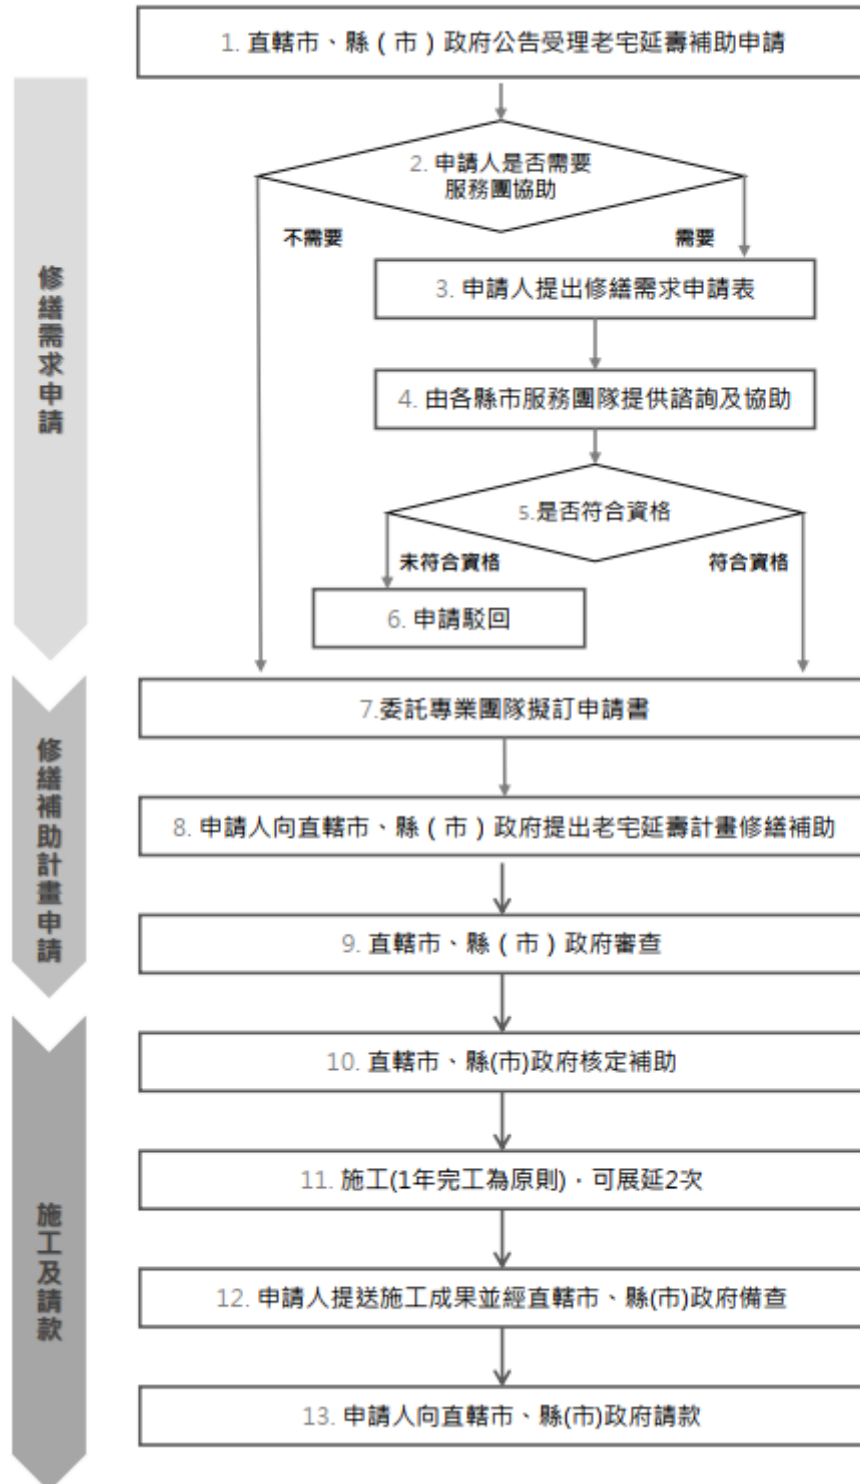 1. 直轄市、縣（市）政府公告受理老宅延壽補助申請
2. 申請人是否需要
服務團協助
不需要
需要
3. 申請人提出修繕需求申請表
4. 由各縣市服務團隊提供諮詢及協助
5.是否符合資格
未符合資格
符合資格
6. 申請駁回
修繕需求申請
7.委託專業團隊擬訂申請書
8. 申請人向直轄市、縣（市）政府提出老宅延壽計畫修繕補助
9. 直轄市、縣（市）政府審查
修繕補助計畫申請
10. 直轄市、縣(市)政府核定補助
11. 施工(1年完工為原則)，可展延2次
12. 申請人提送施工成果並經直轄市、縣(市)政府備查
13. 申請人向直轄市、縣(市)政府請款
施工及請款